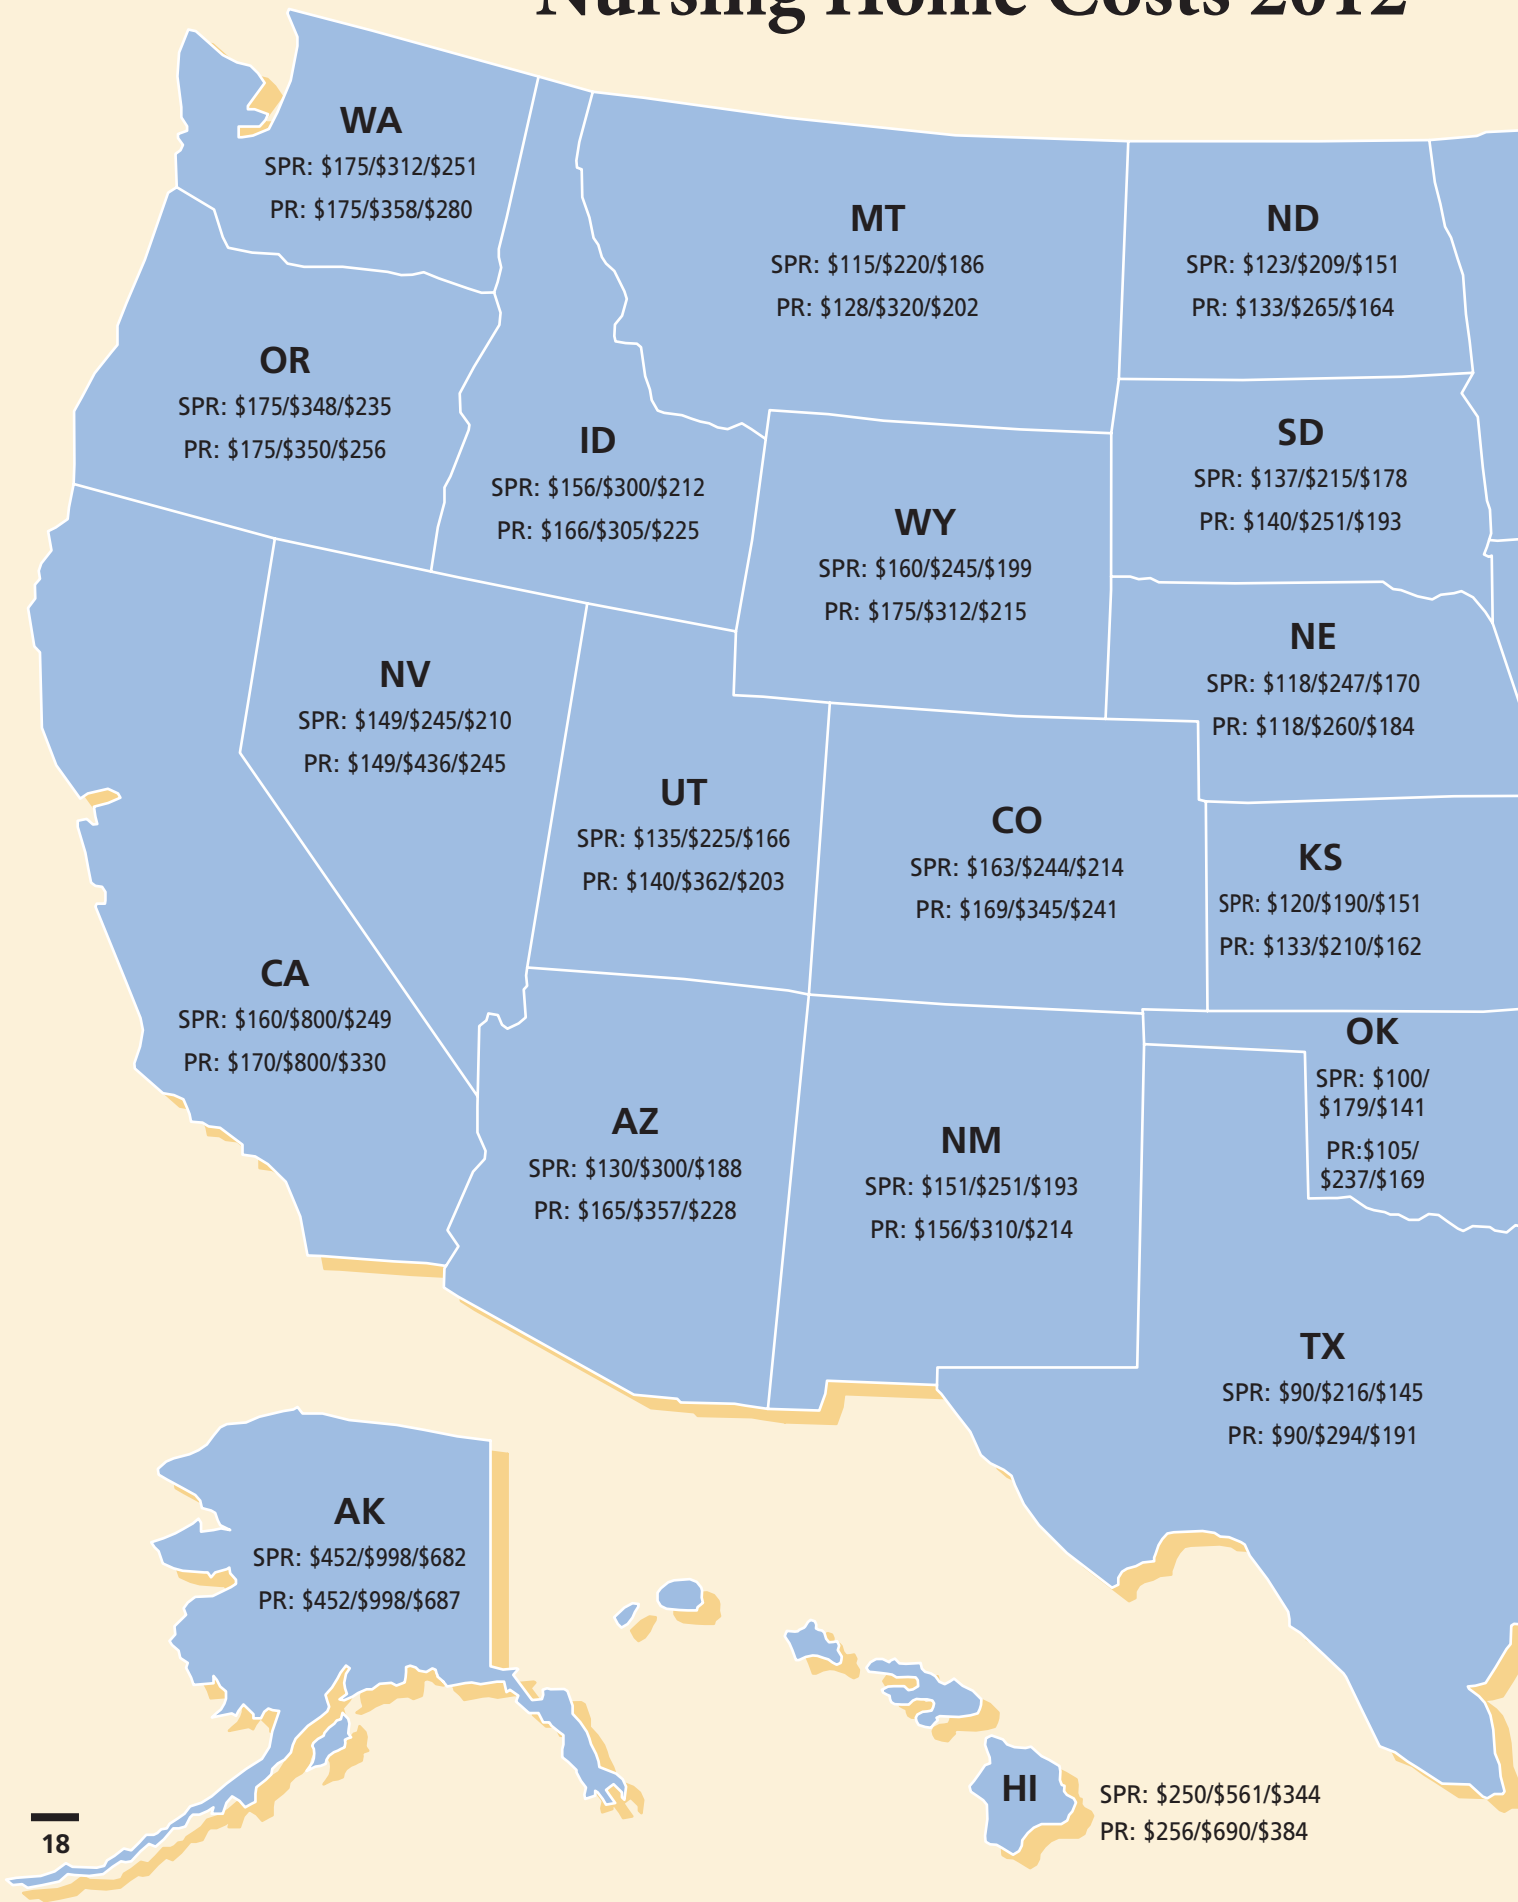 Nursing Home Costs 2012
WA
SPR: $175/$312/$251
PR: $175/$358/$280
MT
SPR: $115/$220/$186
PR: $128/$320/$202
ND
SPR: $123/$209/$151
PR: $133/$265/$164
OR
SPR: $175/$348/$235
PR: $175/$350/$256
ID
SPR: $156/$300/$212
PR: $166/$305/$225
SD
SPR: $137/$215/$178
PR: $140/$251/$193
WY
SPR: $160/$245/$199
PR: $175/$312/$215
NE
SPR: $118/$247/$170
PR: $118/$260/$184
NV
SPR: $149/$245/$210
PR: $149/$436/$245
UT
SPR: $135/$225/$166
PR: $140/$362/$203
CO
SPR: $163/$244/$214
PR: $169/$345/$241
KS
SPR: $120/$190/$151
PR: $133/$210/$162
CA
SPR: $160/$800/$249
PR: $170/$800/$330
OK
SPR: $100/
$179/$141
PR:$105/
$237/$169
AZ
SPR: $130/$300/$188
PR: $165/$357/$228
NM
SPR: $151/$251/$193
PR: $156/$310/$214
TX
SPR: $90/$216/$145
PR: $90/$294/$191
AK
SPR: $452/$998/$682
PR: $452/$998/$687
HI
SPR: $250/$561/$344
PR: $256/$690/$384
18